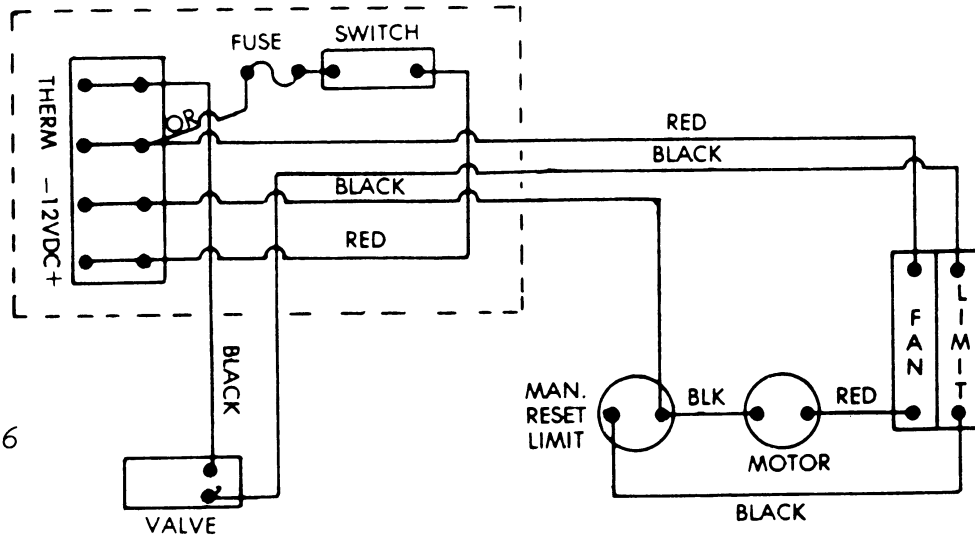 FUSE
SWITCH
THERM
OR
-12VDC+
RED
BLACK
BLACK
RED
BLACK
FAN
LIMIT
MAN.
RESET
LIMIT
BLK
RED
MOTOR
6
VALVE
BLACK